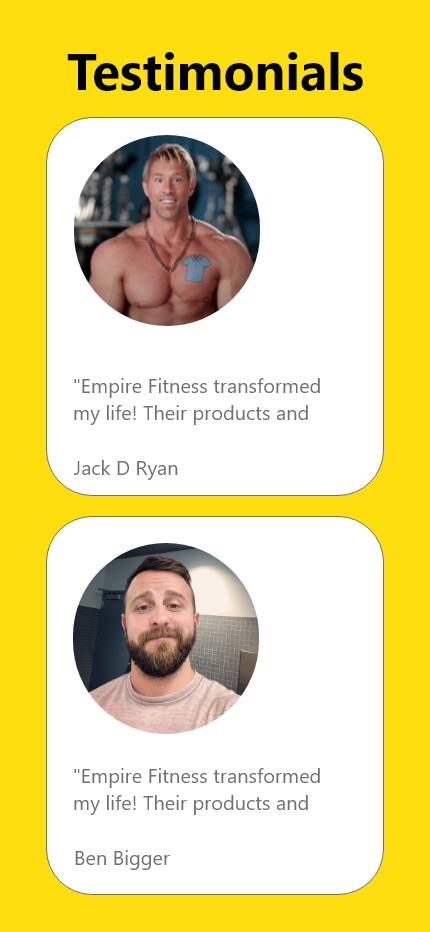 Testimonials
"Empire Fitness transformed
my life! Their products and
Jack D Ryan
"Empire Fitness transformed
my life! Their products and
Ben Bigger